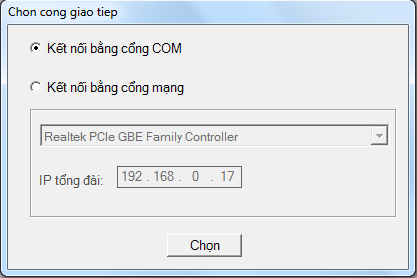 Chon cong giao tiep
Kết nối bằng cổng COM
Kết nối bằng cổng mạng
Realtek PCIe GBE Family Controller
IP tổng đài: 192 . 168 . 0 . 17
Chọn